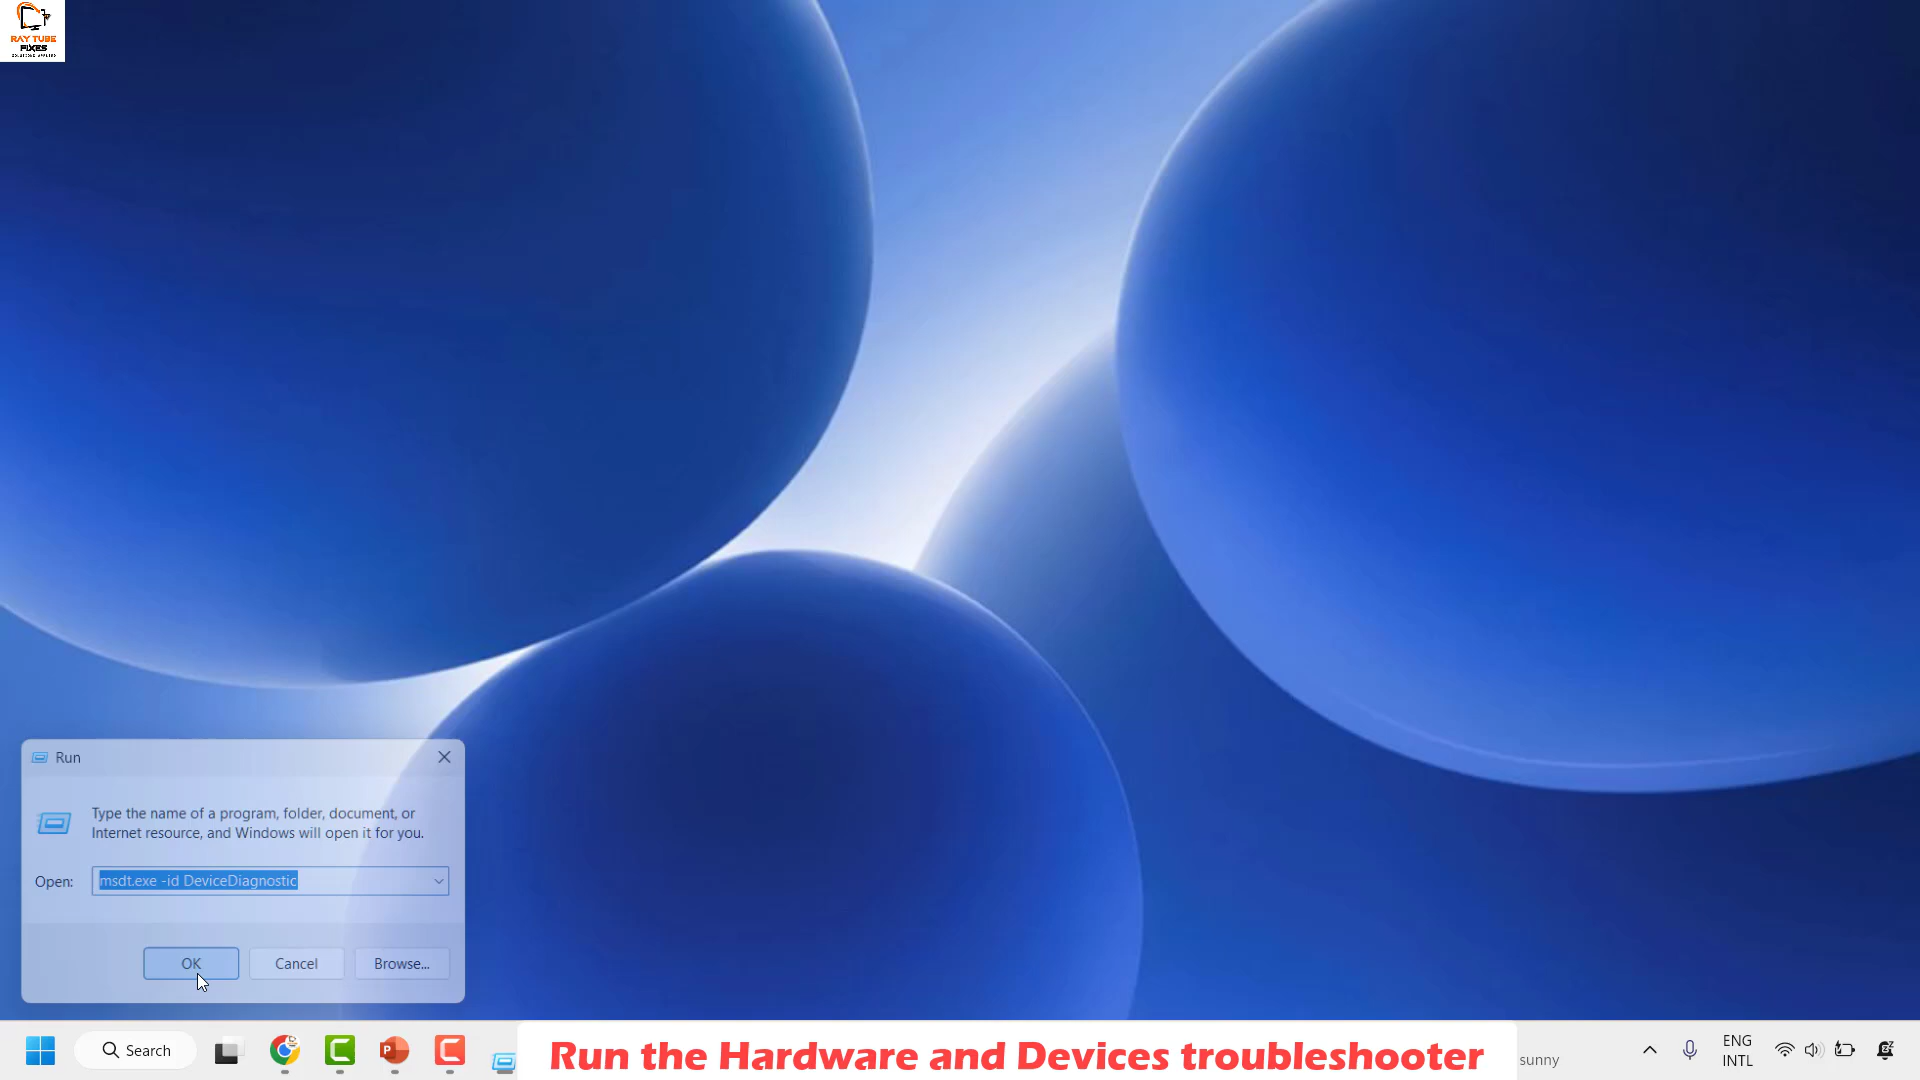 RAY TUBE
FIXES
SOLUTIONS APPLIED
Run
Type the name of a program, folder, document, or
Internet resource, and Windows will open it for you.
Open:
msdt.exe -id DeviceDiagnostic
OK
Cancel
Browse...
Search
Run the Hardware and Devices troubleshooter
sunny
ENG
INTL